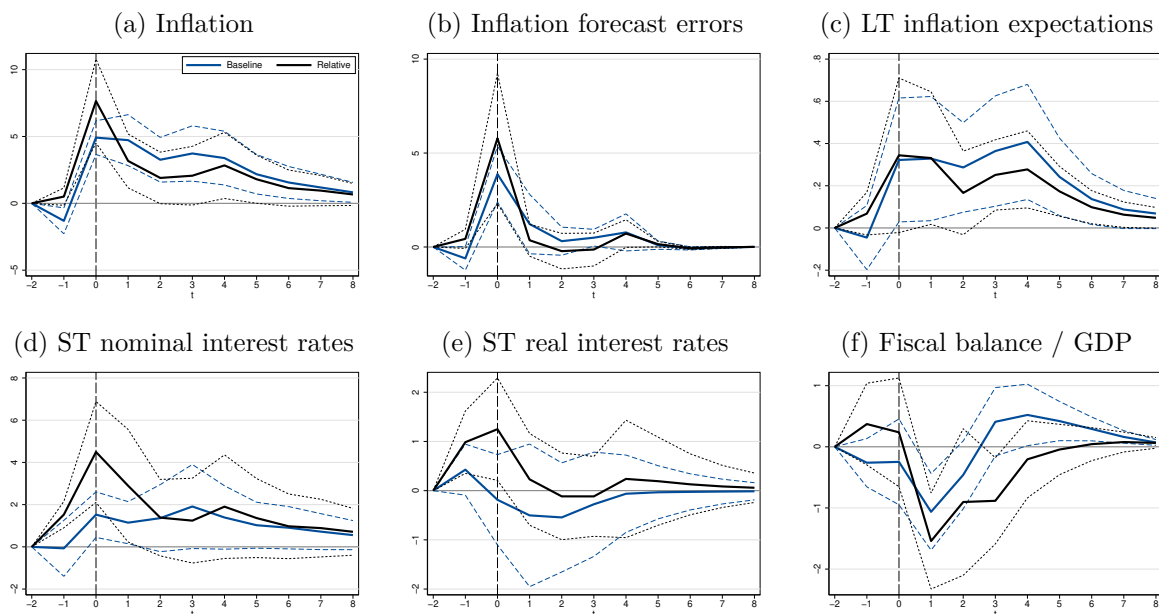 (a) Inflation
(b) Inflation forecast errors
(c) LT inflation expectations
Baseline
Relative
10
5
0
−5
−2 −1 0 1 2 3 4 5 6 7 8
t
10
5
0
−2 −1 0 1 2 3 4 5 6 7 8
t
.8
.6
.4
.2
0
−.2
−2 −1 0 1 2 3 4 5 6 7 8
t
(d) ST nominal interest rates
(e) ST real interest rates
(f) Fiscal balance / GDP
8
6
4
2
0
−2
−2 −1 0 1 2 3 4 5 6 7 8
t
2
1
0
−1
−2
−2 −1 0 1 2 3 4 5 6 7 8
t
1
0
−1
−2
−2 −1 0 1 2 3 4 5 6 7 8
t